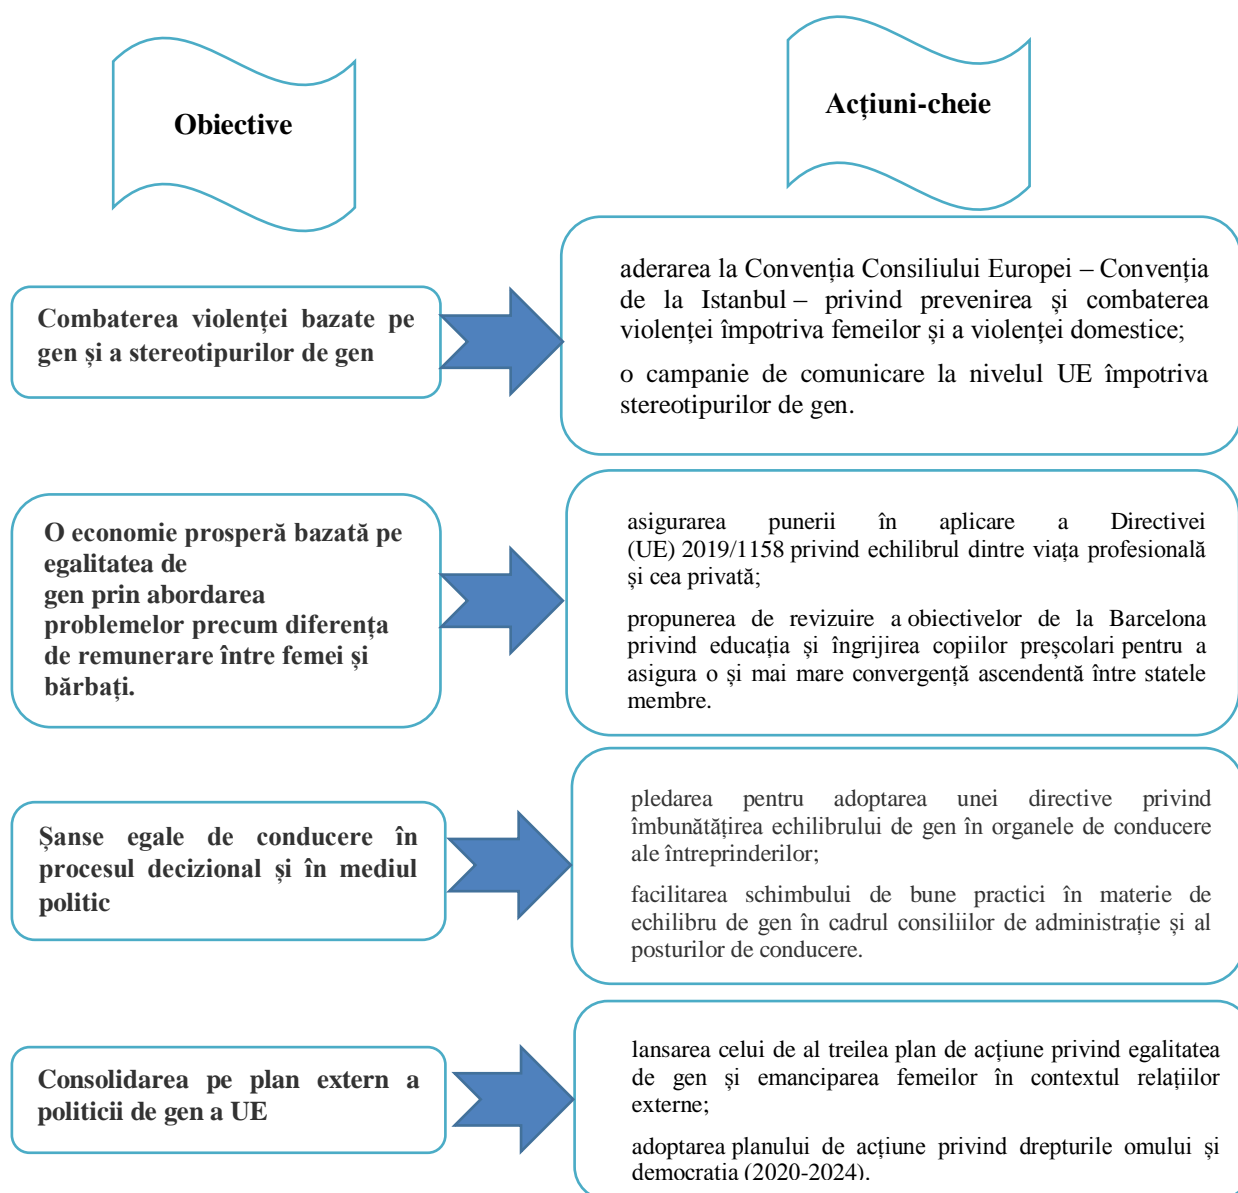 Obiective
Acțiuni-cheie
Combaterea violenței bazate pe
gen și a stereotipurilor de gen
aderarea la Convenția Consiliului Europei – Convenția
de la Istanbul – privind prevenirea și combaterea
violenței împotriva femeilor și a violenței domestice;
o campanie de comunicare la nivelul UE împotriva
stereotipurilor de gen.
O economie prosperă bazată pe
egalitatea de
gen prin abordarea
problemelor precum diferența
de remunerare între femei și
bărbați.
asigurarea punerii în aplicare a Directivei
(UE) 2019/1158 privind echilibrul dintre viața profesională
și cea privată;
propunerea de revizuire a obiectivelor de la Barcelona
privind educația și îngrijirea copiilor preșcolari pentru a
asigura o și mai mare convergență ascendentă între statele
membre.
Șanse egale de conducere în
procesul decizional și în mediul
politic
pledarea pentru adoptarea unei directive privind
îmbunătățirea echilibrului de gen în organele de conducere
ale întreprinderilor;
facilitarea schimbului de bune practici în materie de
echilibru de gen în cadrul consiliilor de administrație și al
posturilor de conducere.
Consolidarea pe plan extern a
politicii de gen a UE
lansarea celui de al treilea plan de acțiune privind egalitatea
de gen și emanciparea femeilor în contextul relațiilor
externe;
adoptarea planului de acțiune privind drepturile omului și
democrația (2020-2024).